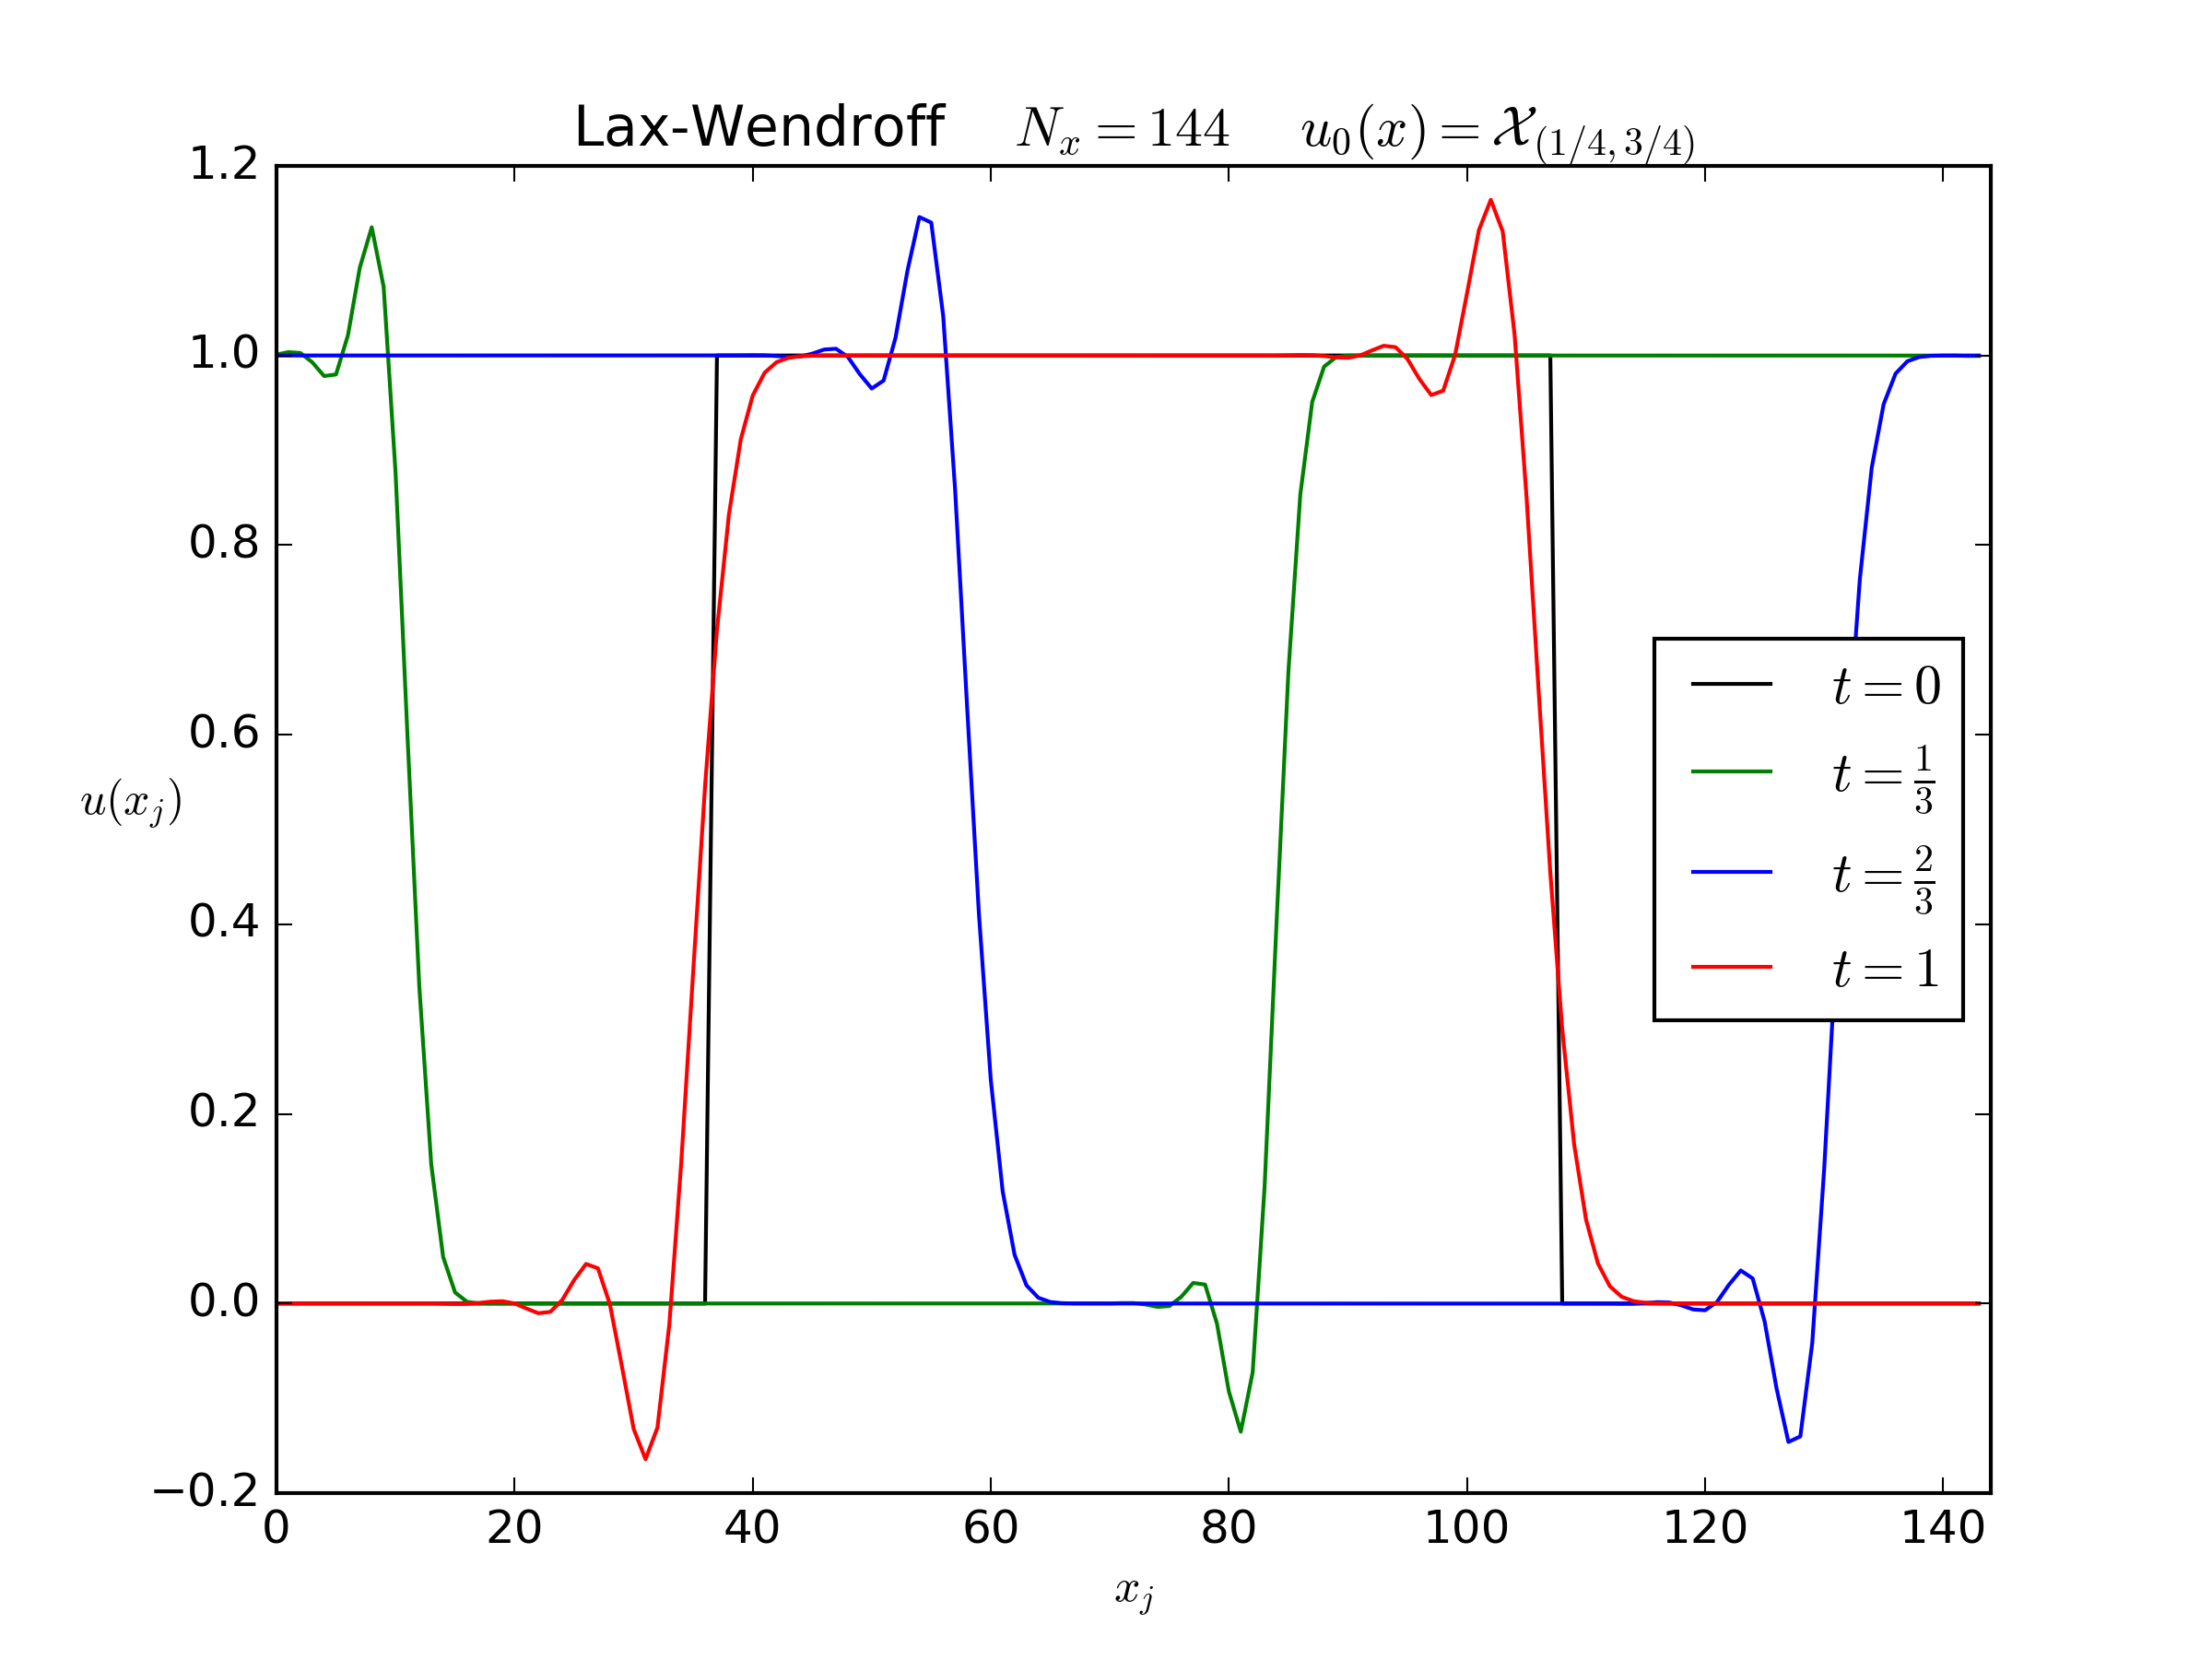 Lax-Wendroff N_x = 144 u_0(x) = 𝒳_(1/4, 3/4)
1.2
1.0
0.8
0.6
0.4
0.2
0.0
−0.2
u(x_j)
t = 0
t = 1/3
t = 2/3
t = 1
0 20 40 60 80 100 120 140
x_j